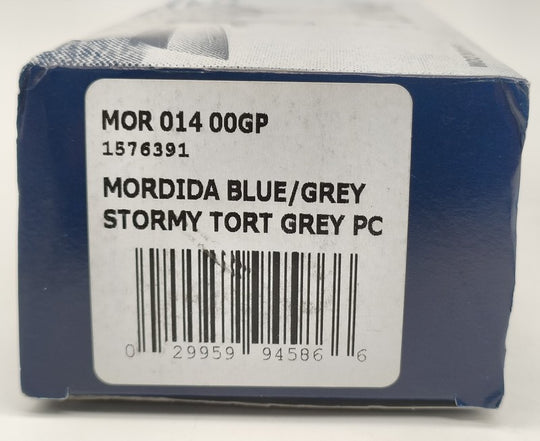 MOR 014 00GP
1576391
MORDIDA BLUE/GREY
STORMY TORT GREY PC
0 29959 94586 6